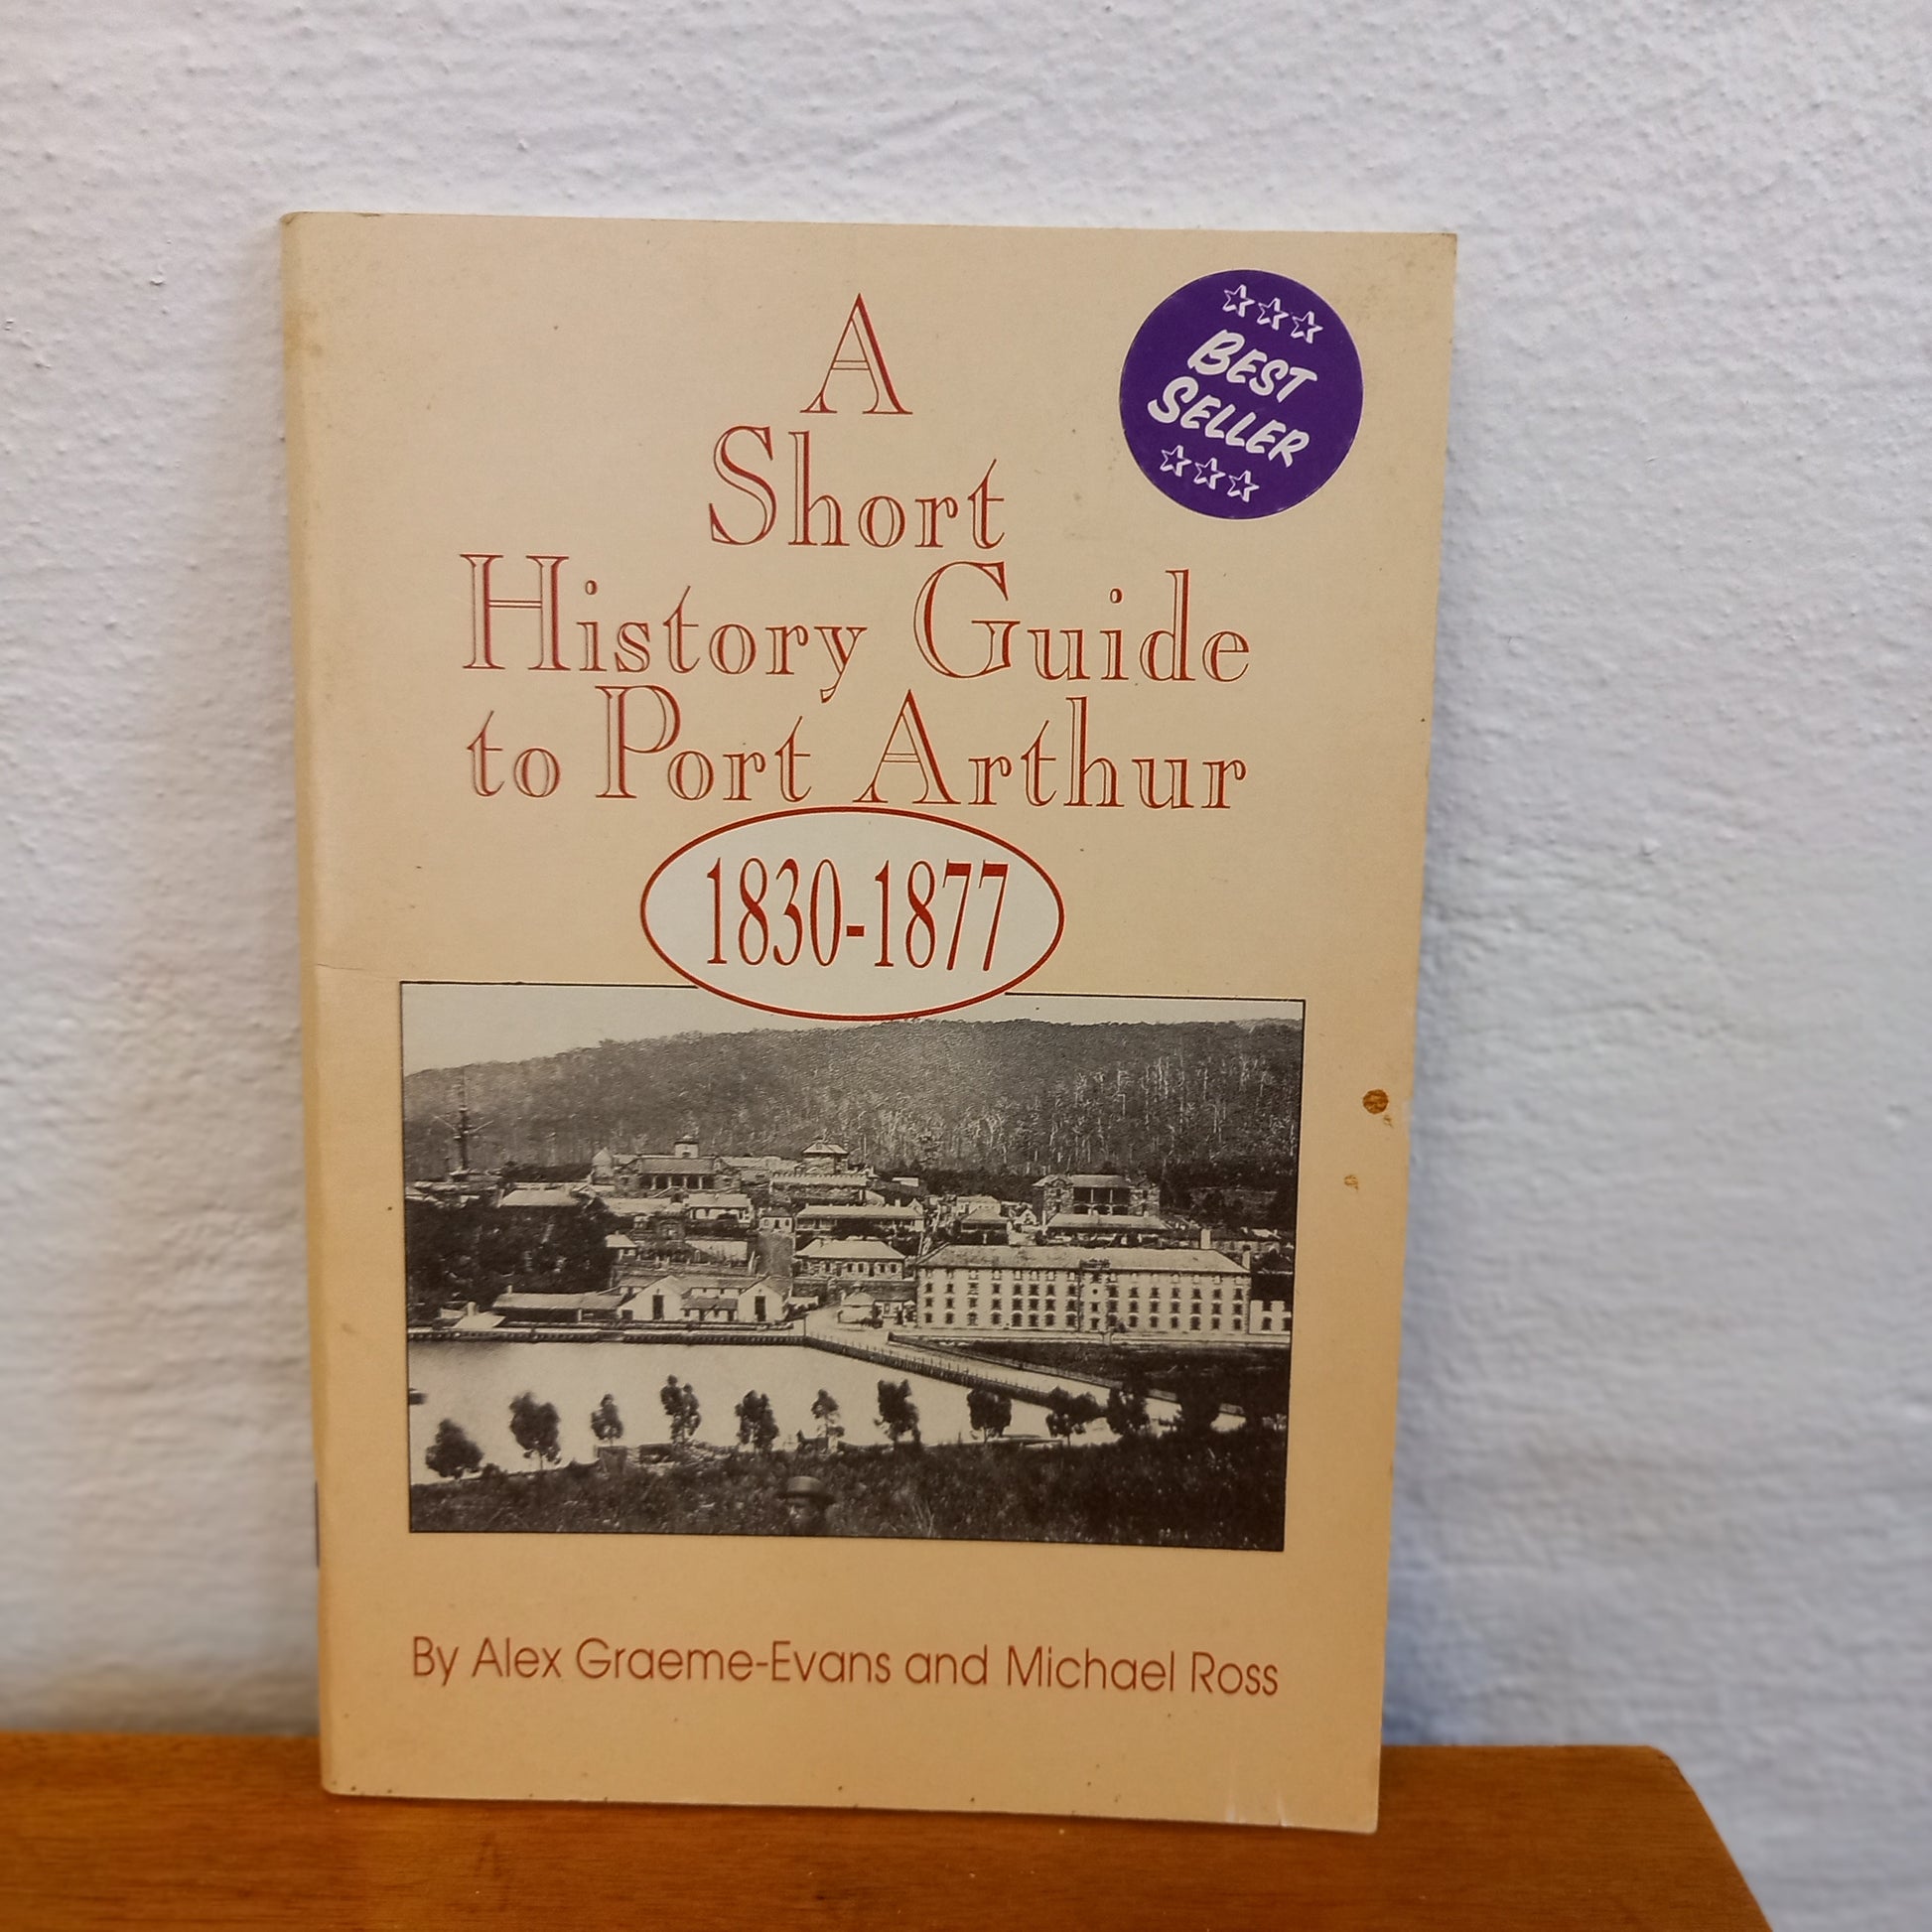 A
Short
History Guide
to Port Arthur
1830-1877
BEST
SELLER
By Alex Graeme-Evans and Michael Ross